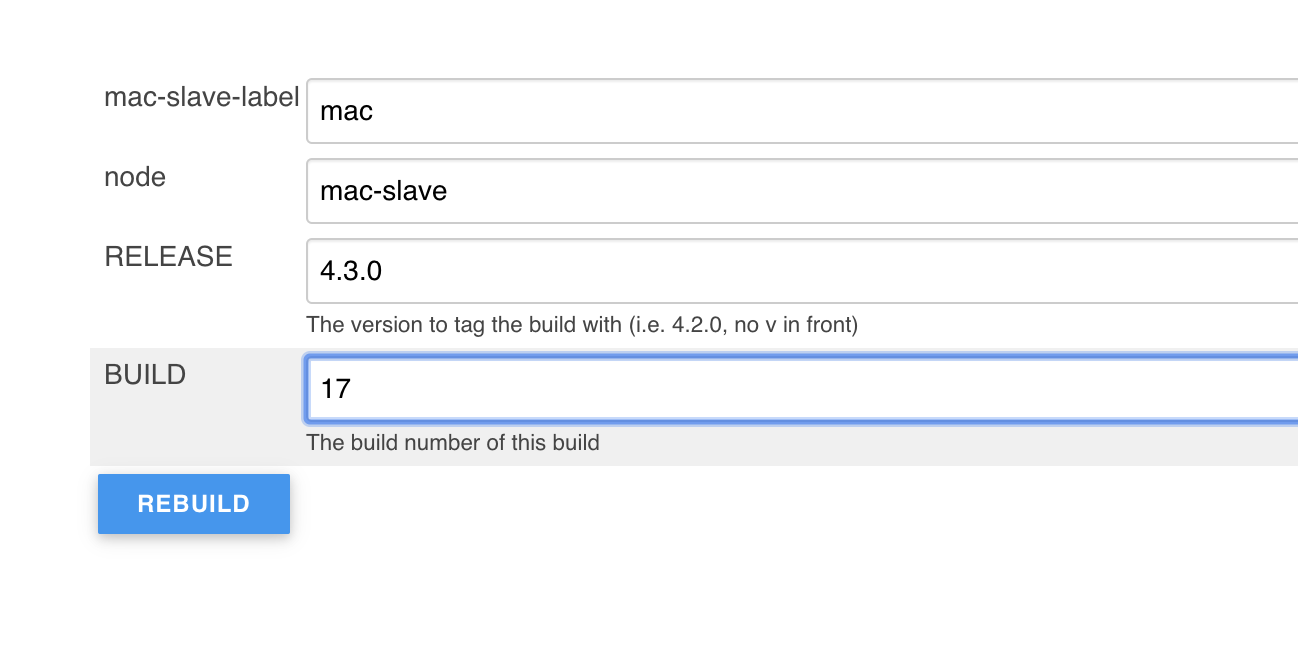 mac-slave-label mac
node mac-slave
RELEASE 4.3.0
The version to tag the build with (i.e. 4.2.0, no v in front)
BUILD 17
The build number of this build
REBUILD